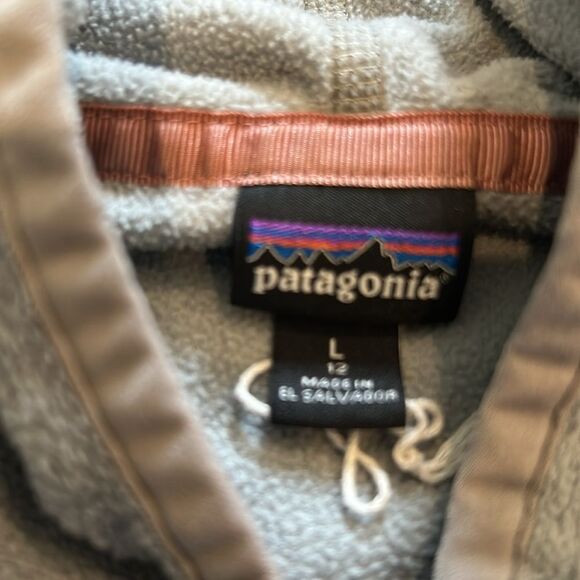 patagonia®
L
12
MADE IN
EL SALVADOR